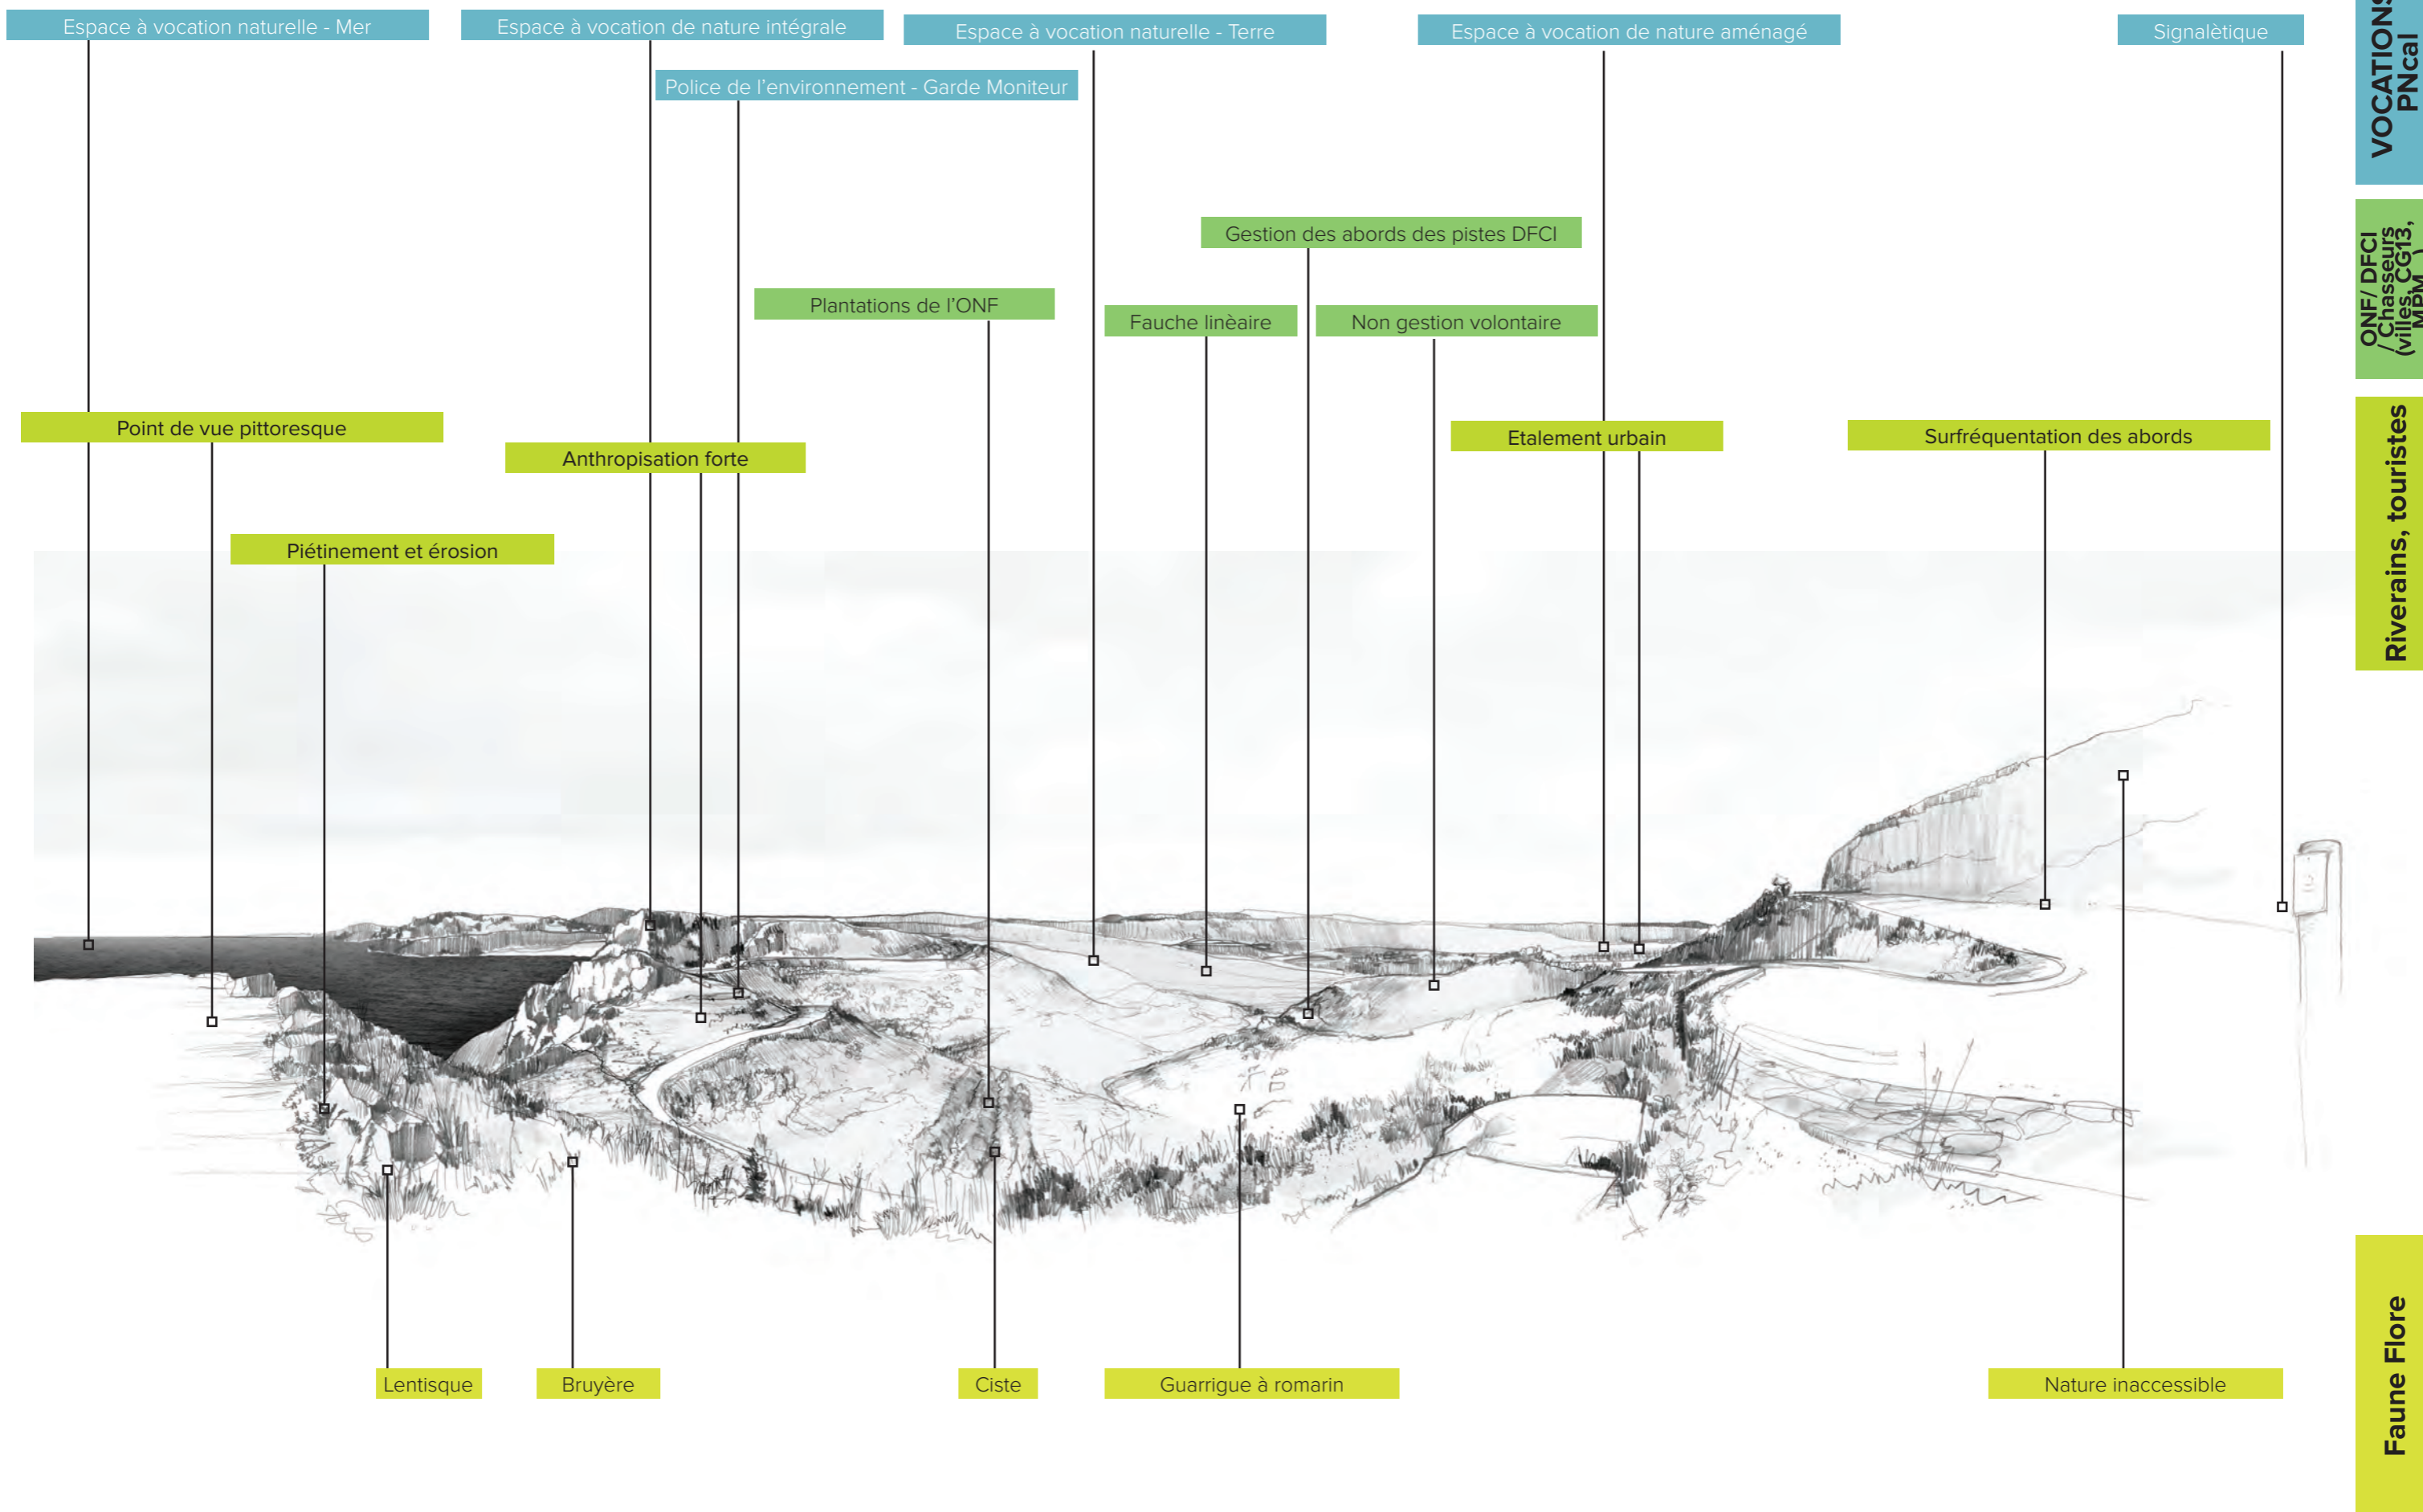 Espace à vocation naturelle - Mer
Espace à vocation de nature intégrale
Espace à vocation naturelle - Terre
Espace à vocation de nature aménagé
Signalètique
Police de l'environnement - Garde Moniteur
Gestion des abords des pistes DFCI
Plantations de l'ONF
Fauche linèaire
Non gestion volontaire
Point de vue pittoresque
Anthropisation forte
Etalement urbain
Surfréquentation des abords
Piétinement et érosion
Lentisque
Bruyère
Ciste
Guarrigue à romarin
Nature inaccessible
VOCATIONS
PNcal
ONF/ DFCI
/ Chasseurs
(villes, CG13,
MPM...)
Riverains, touristes
Faune Flore